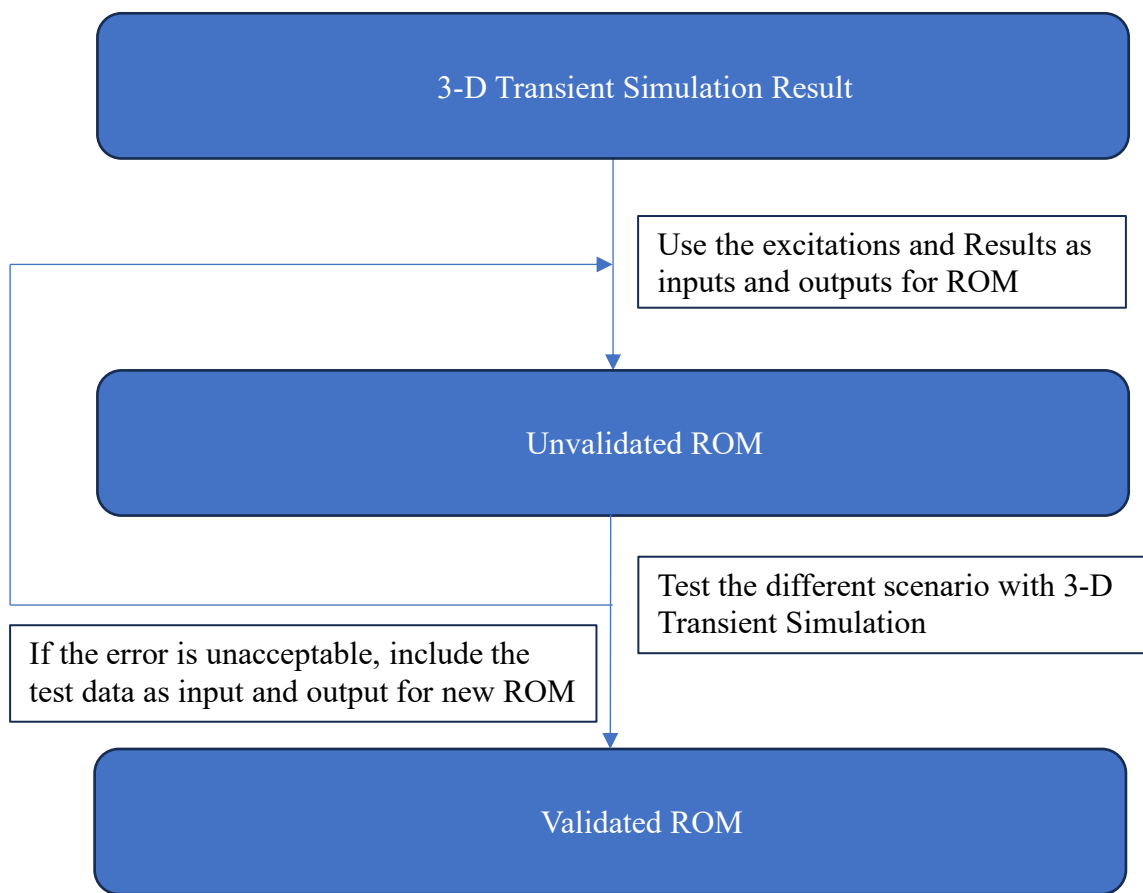 3-D Transient Simulation Result
Use the excitations and Results as
inputs and outputs for ROM
Unvalidated ROM
Test the different scenario with 3-D
Transient Simulation
If the error is unacceptable, include the
test data as input and output for new ROM
Validated ROM